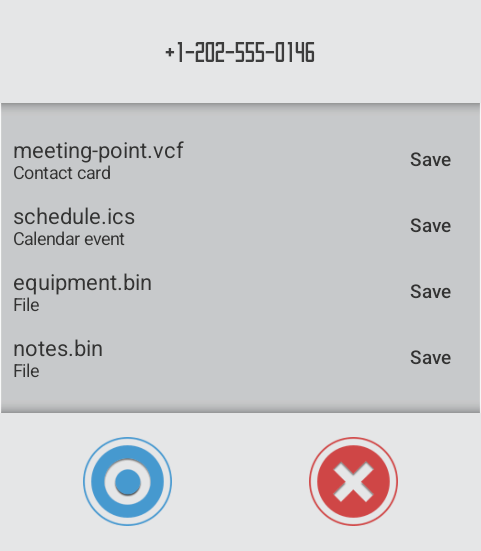 +1-202-555-0146
meeting-point.vcf
Contact card
Save
schedule.ics
Calendar event
Save
equipment.bin
File
Save
notes.bin
File
Save